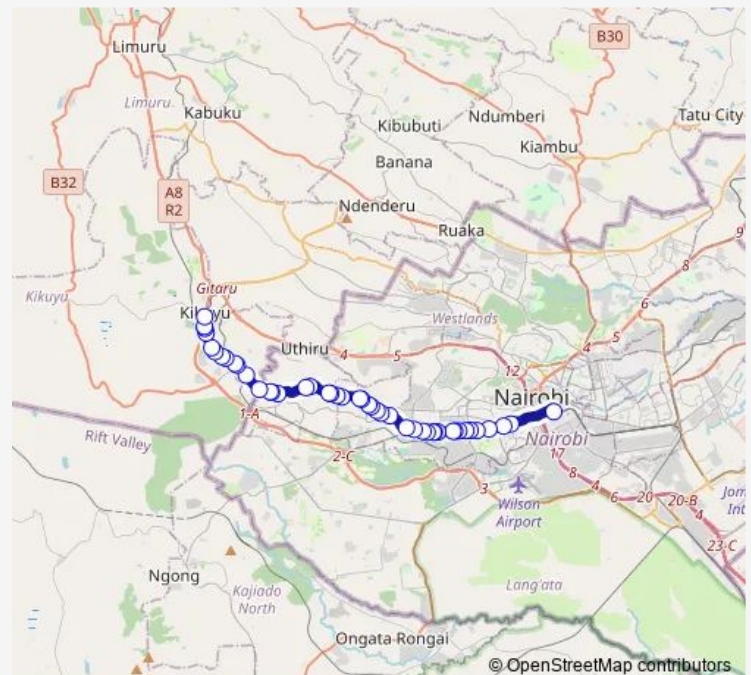 Limuru
B30
Limuru
Kabuku
Ndumberi
Tatu City
Kibubuti
Kiambu
Banana
B32
A8
R2
Ndenderu
Ruaka
9
8
Gitaru
Kikuyu
6
Kikuyu
Westlands
5
Uthiru
4
5
4
12
Nairobi
1-A
Rift Valley
Nairobi
2-C
17
3
8
4
6
20
20-B
4
Wilson
Airport
23-C
Ngong
Kajiado
North
Lang'ata
Ongata Rongai
© OpenStreetMap contributors